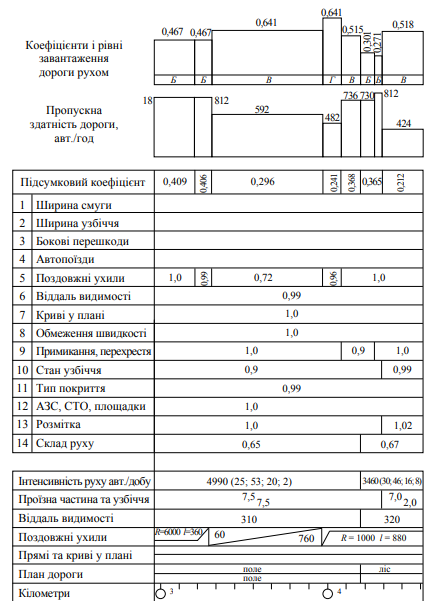 0,641
0,641
0,467
0,467
0,515
0,301
0,271
0,518
Коефіцієнти і рівні
завантаження
дороги рухом
Б Б В Г В Б Б В
Пропускна
здатність дороги,
авт./год
18 812 592 482 736 730 812 424
Підсумковий коефіцієнт 0,409 0,406 0,296 0,241 0,368 0,365 0,212
1 Ширина смуги
2 Ширина узбіччя
3 Бокові перешкоди
4 Автопоїзди
5 Поздовжні ухили 1,0 0,99 0,72 0,96 1,0
6 Віддаль видимості 0,99
7 Криві у плані 1,0
8 Обмеження швидкості 1,0
9 Примикання, перехрестя 1,0 0,9 1,0
10 Стан узбіччя 0,9 0,99
11 Тип покриття 0,99
12 АЗС, СТО, площадки 1,0
13 Розмітка 1,0 1,02
14 Склад руху 0,65 0,67
Інтенсивність руху авт./добу 4990 (25; 53; 20; 2) 3460 (30; 46; 16; 8)
Проїзна частина та узбіччя 7,5 7,5 7,0 2,0
Віддаль видимості 310 320
Поздовжні ухили R=6000 l=360 60 760 R = 1000 l = 880
Прямі та криві у плані
План дороги поле ліс
поле
Кілометри 3 4